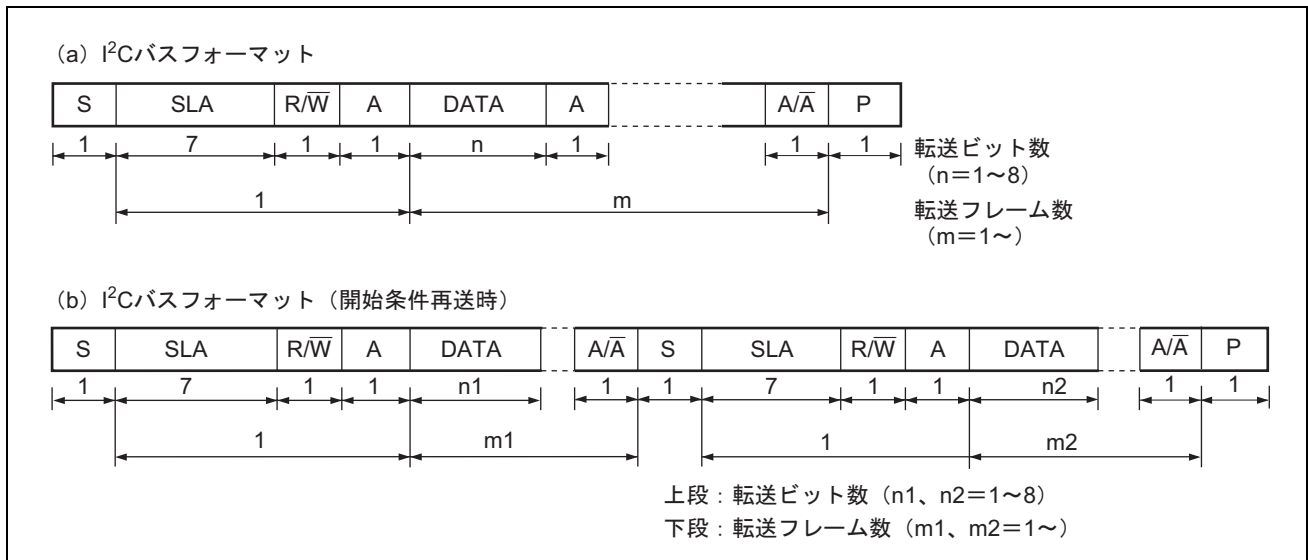 (a) I²Cバスフォーマット
S SLA R/W̅ A DATA A A/A̅ P
1 7 1 1 n 1 1 1 転送ビット数
(n=1～8)
1 m 転送フレーム数
(m=1～)
(b) I²Cバスフォーマット（開始条件再送時）
S SLA R/W̅ A DATA A/A̅ S SLA R/W̅ A DATA A/A̅ P
1 7 1 1 n1 1 1 7 1 1 n2 1 1
1 m1 1 m2
上段：転送ビット数（n1、n2=1～8）
下段：転送フレーム数（m1、m2=1～）